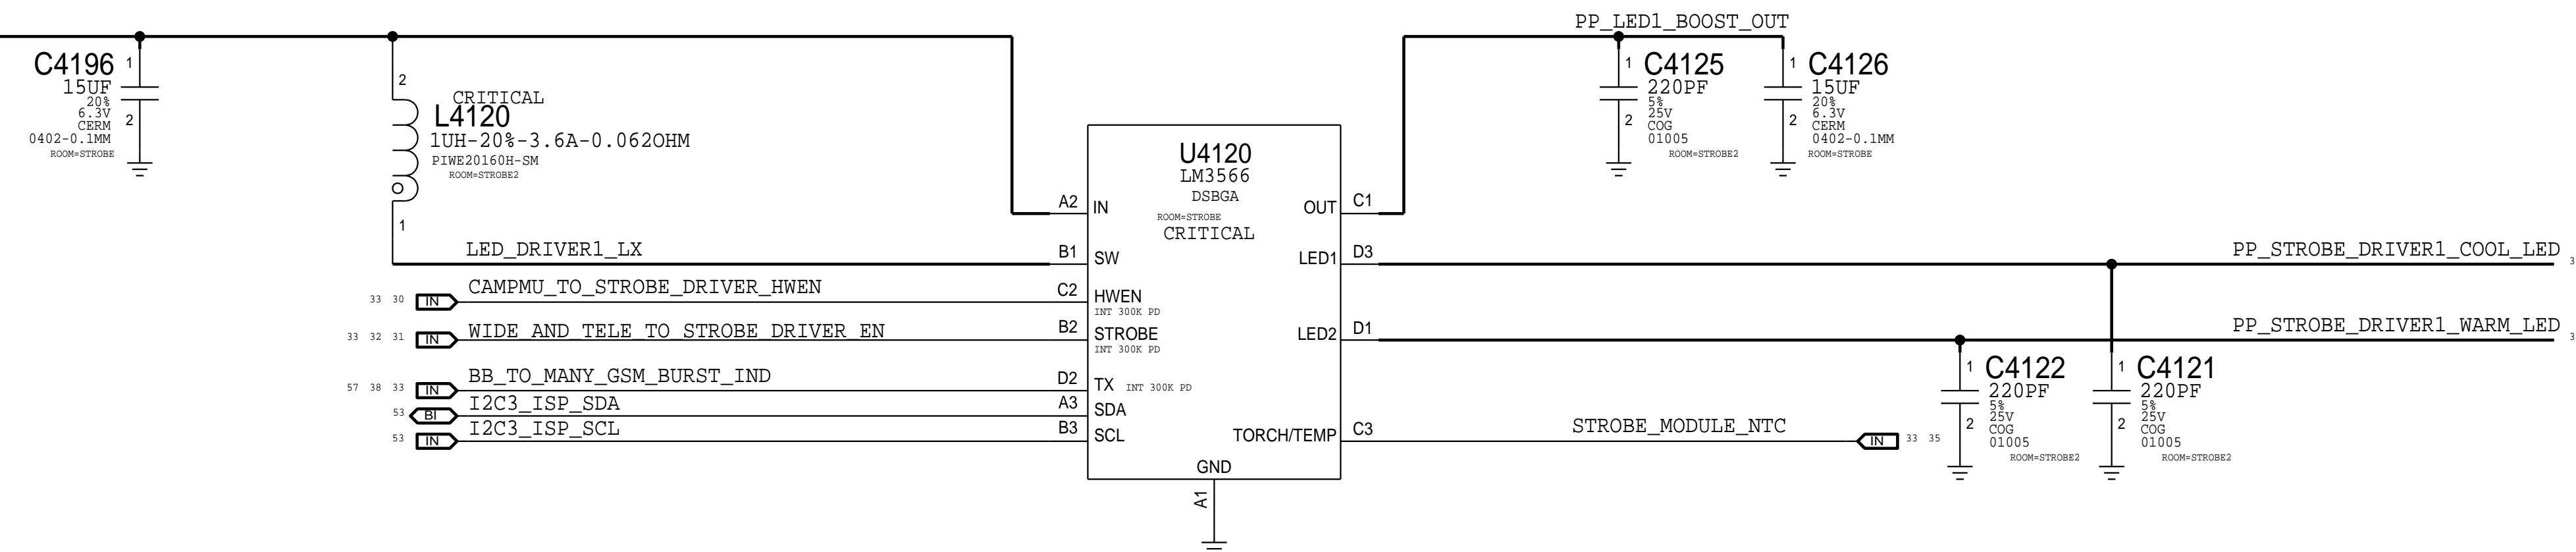 C4196
1
15UF
20%
6.3V
CERM
2
0402-0.1MM
ROOM=STROBE
2
CRITICAL
L4120
1UH-20%-3.6A-0.062OHM
PIWE20160H-SM
ROOM=STROBE2
1
LED_DRIVER1_LX
33 30 IN CAMPMU_TO_STROBE_DRIVER_HWEN
33 32 31 IN WIDE_AND_TELE_TO_STROBE_DRIVER_EN
57 38 33 IN BB_TO_MANY_GSM_BURST_IND
53 BI I2C3_ISP_SDA
53 IN I2C3_ISP_SCL
U4120
LM3566
DSBGA
ROOM=STROBE
CRITICAL
A2 IN
B1 SW
C2 HWEN
INT 300K PD
B2 STROBE
INT 300K PD
D2 TX INT 300K PD
A3 SDA
B3 SCL
OUT C1
LED1 D3
LED2 D1
TORCH/TEMP C3
GND
A1
PP_LED1_BOOST_OUT
1 C4125
220PF
5%
25V
2 COG
01005
ROOM=STROBE2
1 C4126
15UF
20%
6.3V
2 CERM
0402-0.1MM
ROOM=STROBE
PP_STROBE_DRIVER1_COOL_LED
3
PP_STROBE_DRIVER1_WARM_LED
3
STROBE_MODULE_NTC
IN 33 35
1 C4122
220PF
5%
25V
2 COG
01005
ROOM=STROBE2
1 C4121
220PF
5%
25V
2 COG
01005
ROOM=STROBE2